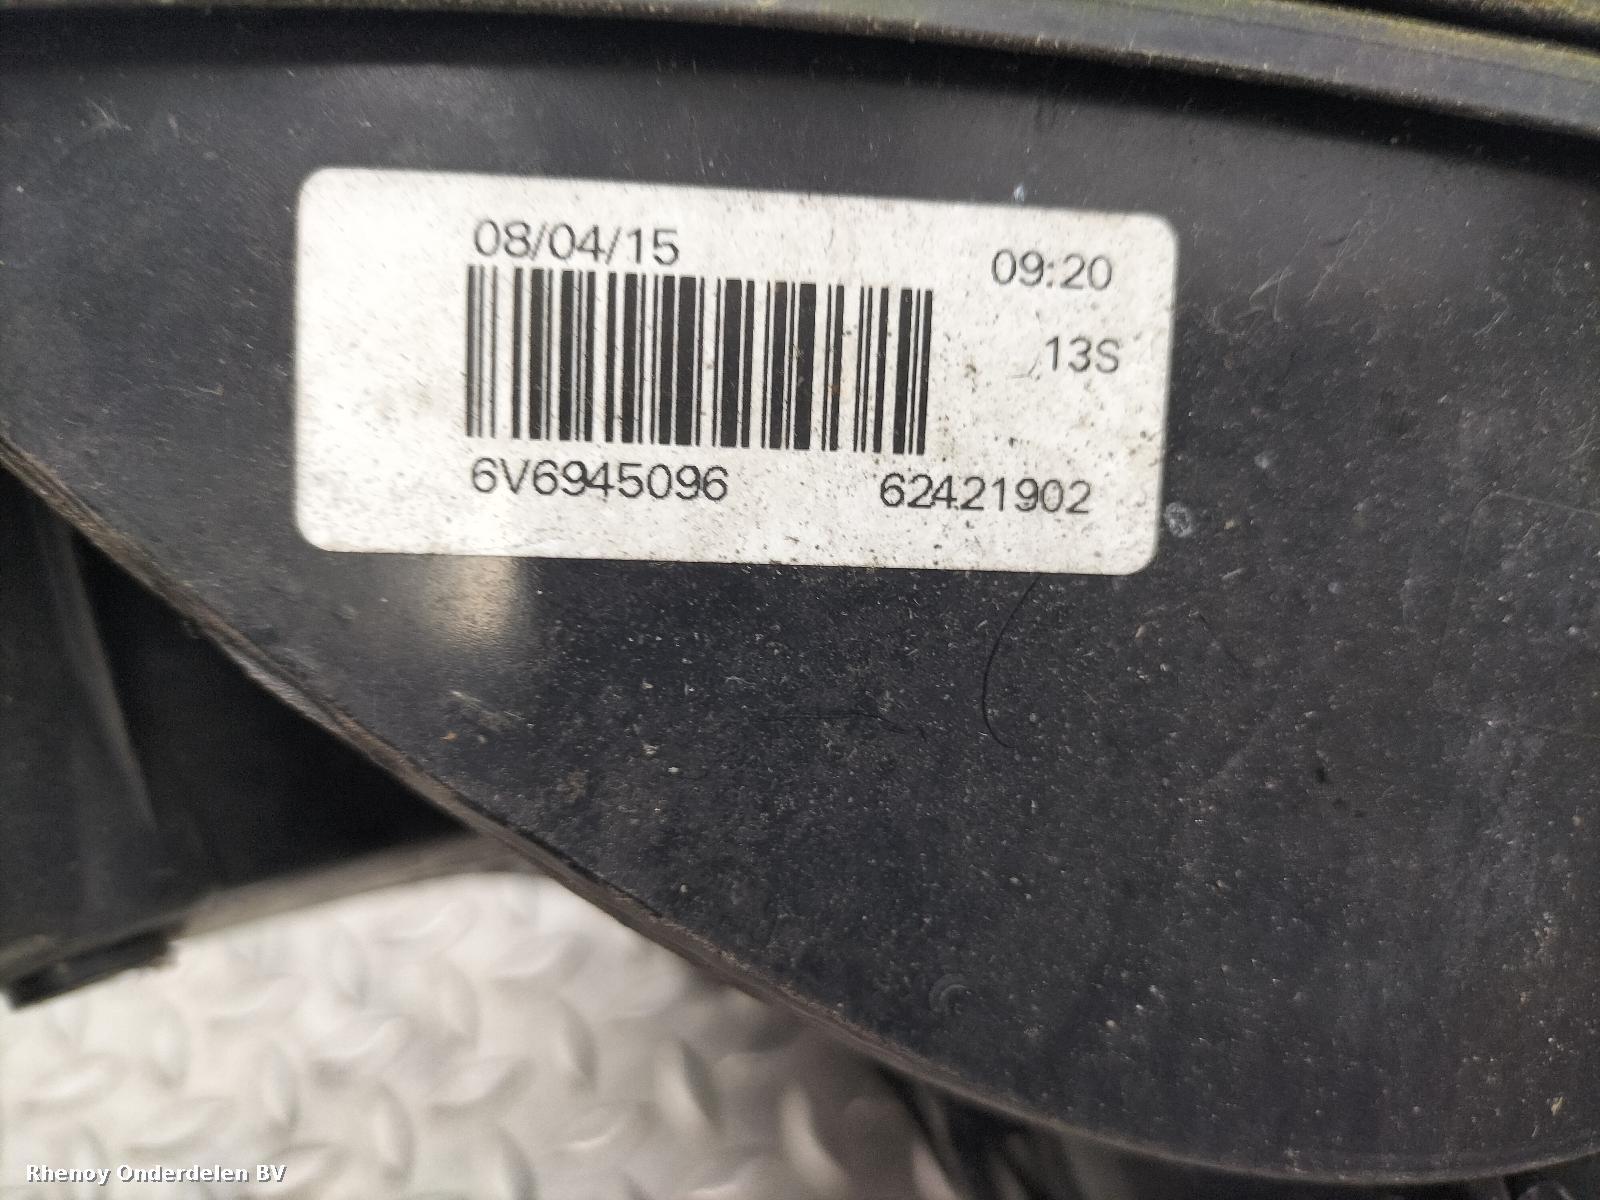 08/04/15 09:20
13S
6V6945096 62421902
Rhenoy Onderdelen BV